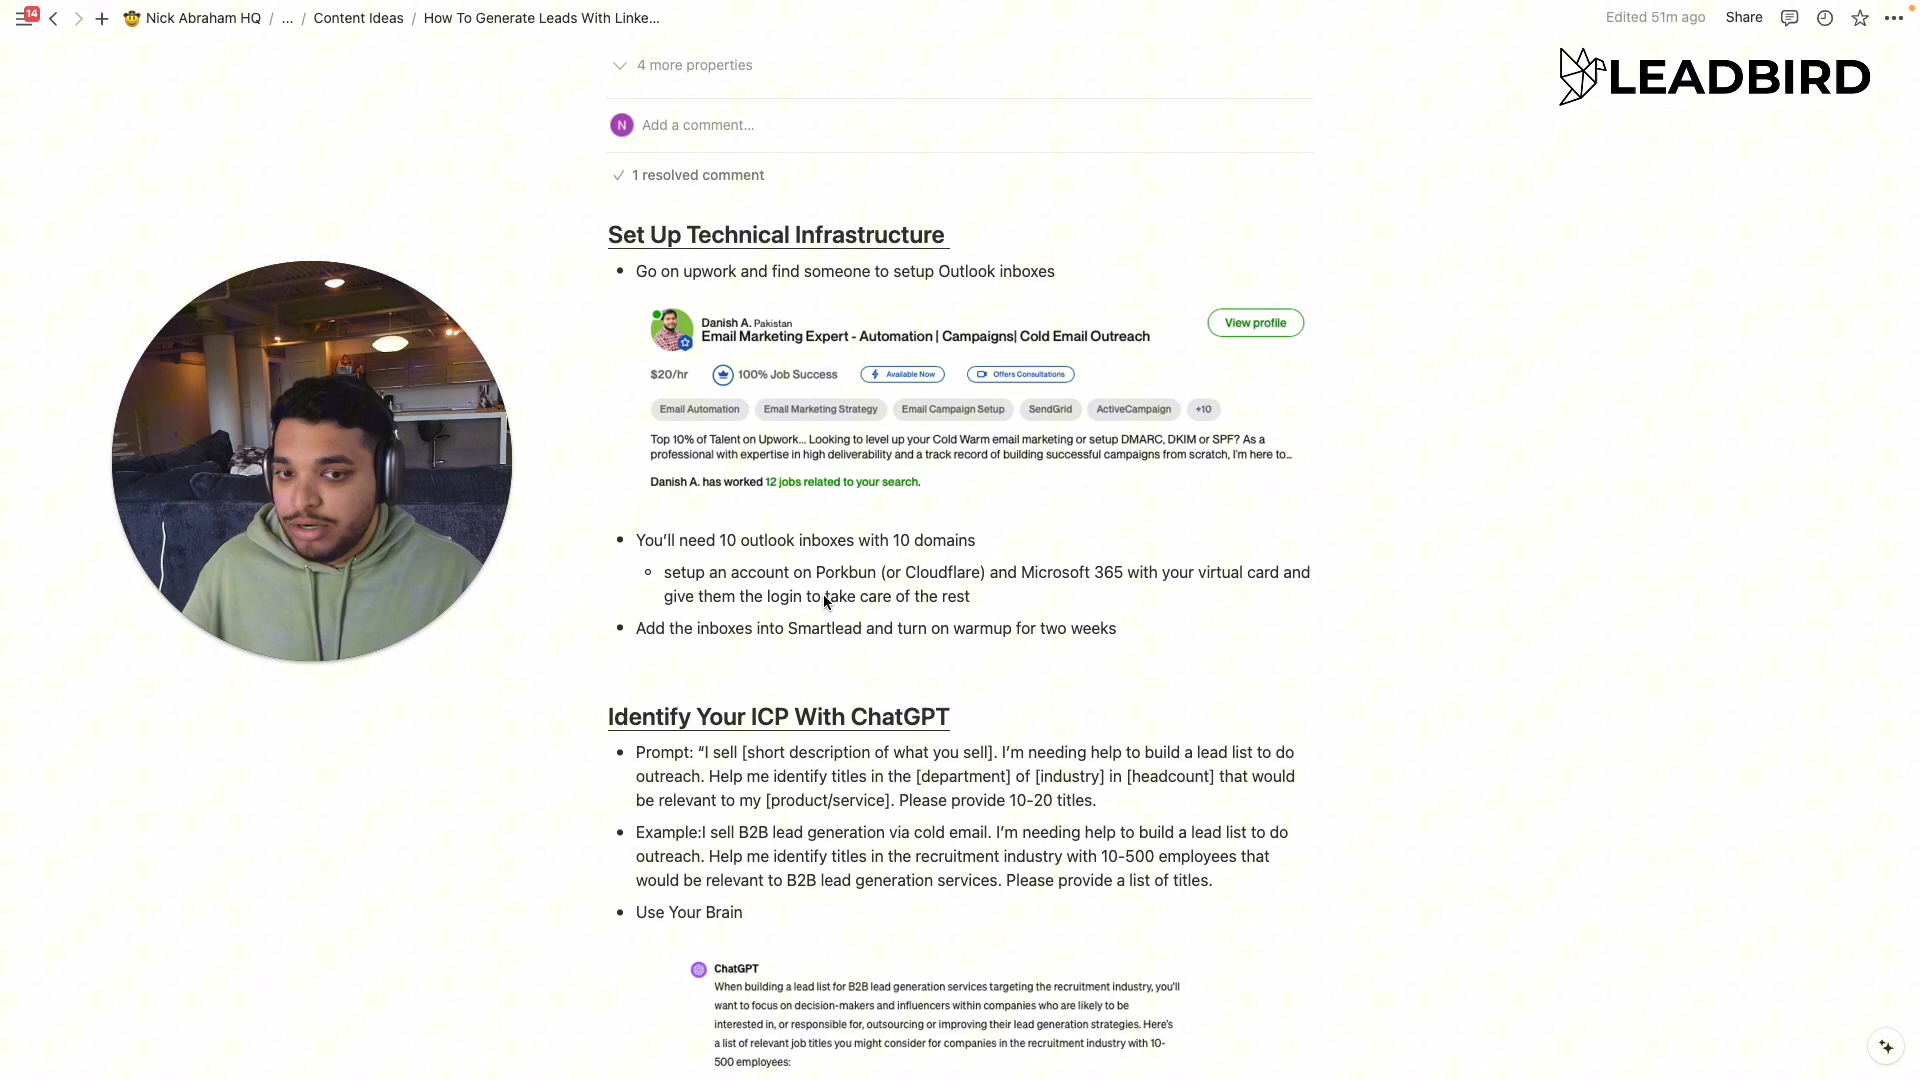 14
Nick Abraham HQ / ... / Content Ideas / How To Generate Leads With Linke...
Edited 51m ago
Share
LEADBIRD
4 more properties
N
Add a comment...
1 resolved comment
Set Up Technical Infrastructure
• Go on upwork and find someone to setup Outlook inboxes
Danish A. Pakistan
View profile
Email Marketing Expert - Automation | Campaigns| Cold Email Outreach
$20/hr
100% Job Success
Available Now
Offers Consultations
Email Automation
Email Marketing Strategy
Email Campaign Setup
SendGrid
ActiveCampaign
+10
Top 10% of Talent on Upwork... Looking to level up your Cold Warm email marketing or setup DMARC, DKIM or SPF? As a
professional with expertise in high deliverability and a track record of building successful campaigns from scratch, I'm here to...
Danish A. has worked 12 jobs related to your search.
• You'll need 10 outlook inboxes with 10 domains
◦ setup an account on Porkbun (or Cloudflare) and Microsoft 365 with your virtual card and
give them the login to take care of the rest
• Add the inboxes into Smartlead and turn on warmup for two weeks
Identify Your ICP With ChatGPT
• Prompt: “I sell [short description of what you sell]. I'm needing help to build a lead list to do
outreach. Help me identify titles in the [department] of [industry] in [headcount] that would
be relevant to my [product/service]. Please provide 10-20 titles.
• Example:I sell B2B lead generation via cold email. I'm needing help to build a lead list to do
outreach. Help me identify titles in the recruitment industry with 10-500 employees that
would be relevant to B2B lead generation services. Please provide a list of titles.
• Use Your Brain
ChatGPT
When building a lead list for B2B lead generation services targeting the recruitment industry, you'll
want to focus on decision-makers and influencers within companies who are likely to be
interested in, or responsible for, outsourcing or improving their lead generation strategies. Here's
a list of relevant job titles you might consider for companies in the recruitment industry with 10-
500 employees: